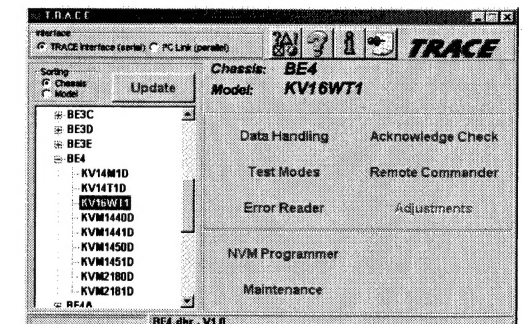 T.R.A.C.E
Interface
TRACE Interface (serial) PC Link (parallel)
TRACE
Sorting
Chassis
Model
Update
Chassis: BE4
Model: KV16WT1
BE3C
BE3D
BE3E
BE4
KV14M1D
KV14T1D
KV16WT1
KVM1440D
KVM1441D
KVM1450D
KVM1451D
KVM2180D
KVM2181D
BE4A
Data Handling Acknowledge Check
Test Modes Remote Commander
Error Reader Adjustments
NVM Programmer
Maintenance
BE4.dbr - V1.0